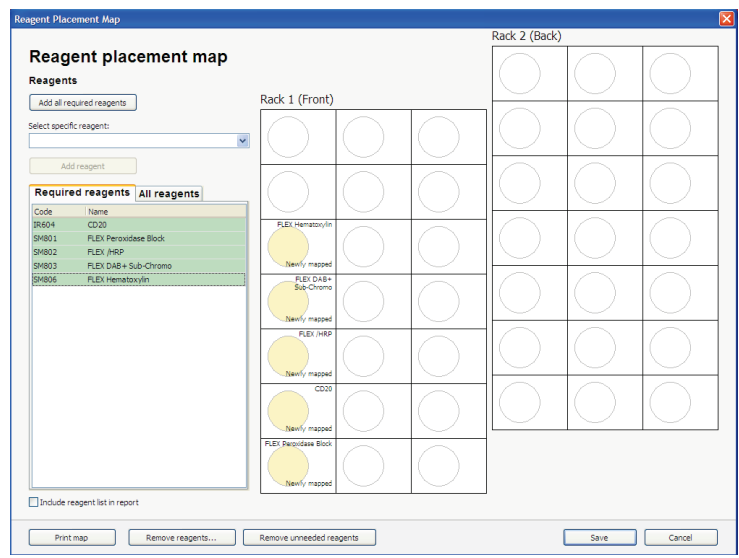 Reagent Placement Map
Reagent placement map
Reagents
Add all required reagents
Select specific reagent:
Add reagent
Required reagents All reagents
Code Name
IR604 CD20
SM801 FLEX Peroxidase Block
SM802 FLEX /HRP
SM803 FLEX DAB+ Sub-Chromo
SM806 FLEX Hematoxylin
Include reagent list in report
Rack 1 (Front)
FLEX Hematoxylin
Newly mapped
FLEX DAB+
Sub-Chromo
Newly mapped
FLEX /HRP
Newly mapped
CD20
Newly mapped
FLEX Peroxidase Block
Newly mapped
Rack 2 (Back)
Print map Remove reagents... Remove unneeded reagents Save Cancel